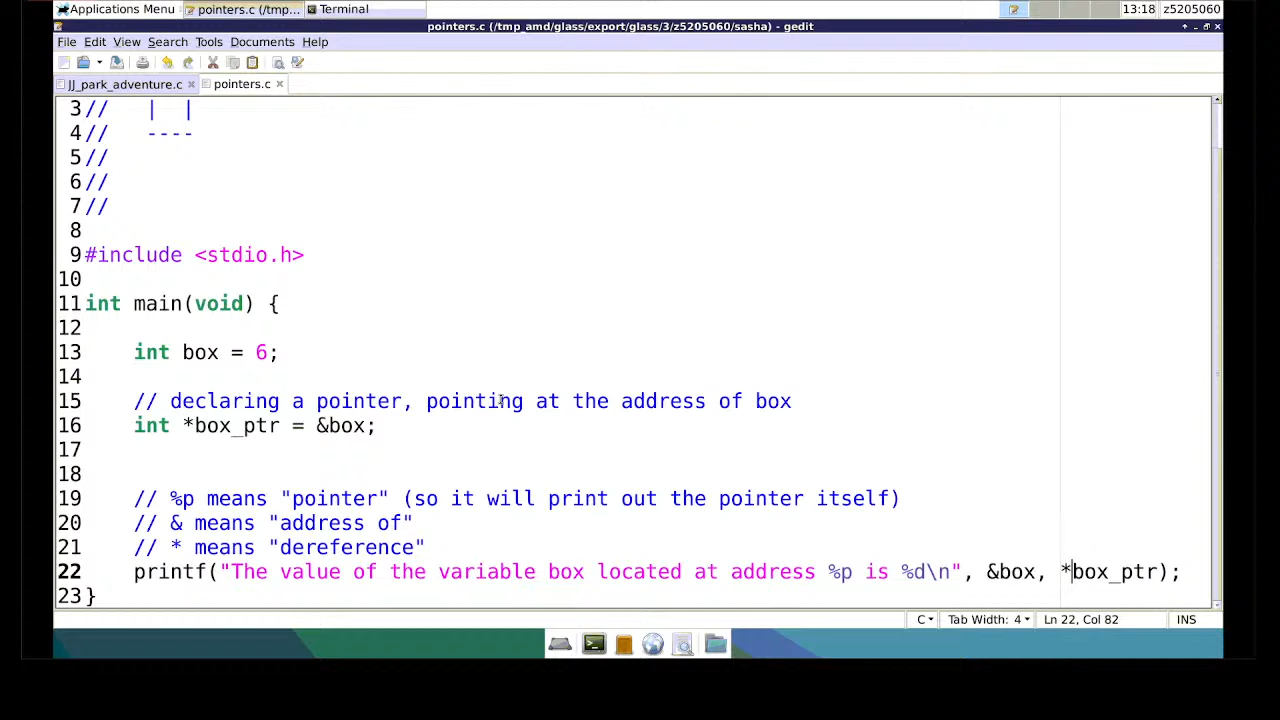 Applications Menu pointers.c (/tmp... Terminal 13:18 z5205060
pointers.c (/tmp_amd/glass/export/glass/3/z5205060/sasha) - gedit
File Edit View Search Tools Documents Help
JJ_park_adventure.c pointers.c
3 //   |  |
4 //   ----
5 //
6 //
7 //
8
9 #include <stdio.h>
10
11 int main(void) {
12
13     int box = 6;
14
15     // declaring a pointer, pointing at the address of box
16     int *box_ptr = &box;
17
18
19     // %p means "pointer" (so it will print out the pointer itself)
20     // & means "address of"
21     // * means "dereference"
22     printf("The value of the variable box located at address %p is %d\n", &box, *box_ptr);
23 }
C Tab Width: 4 Ln 22, Col 82 INS